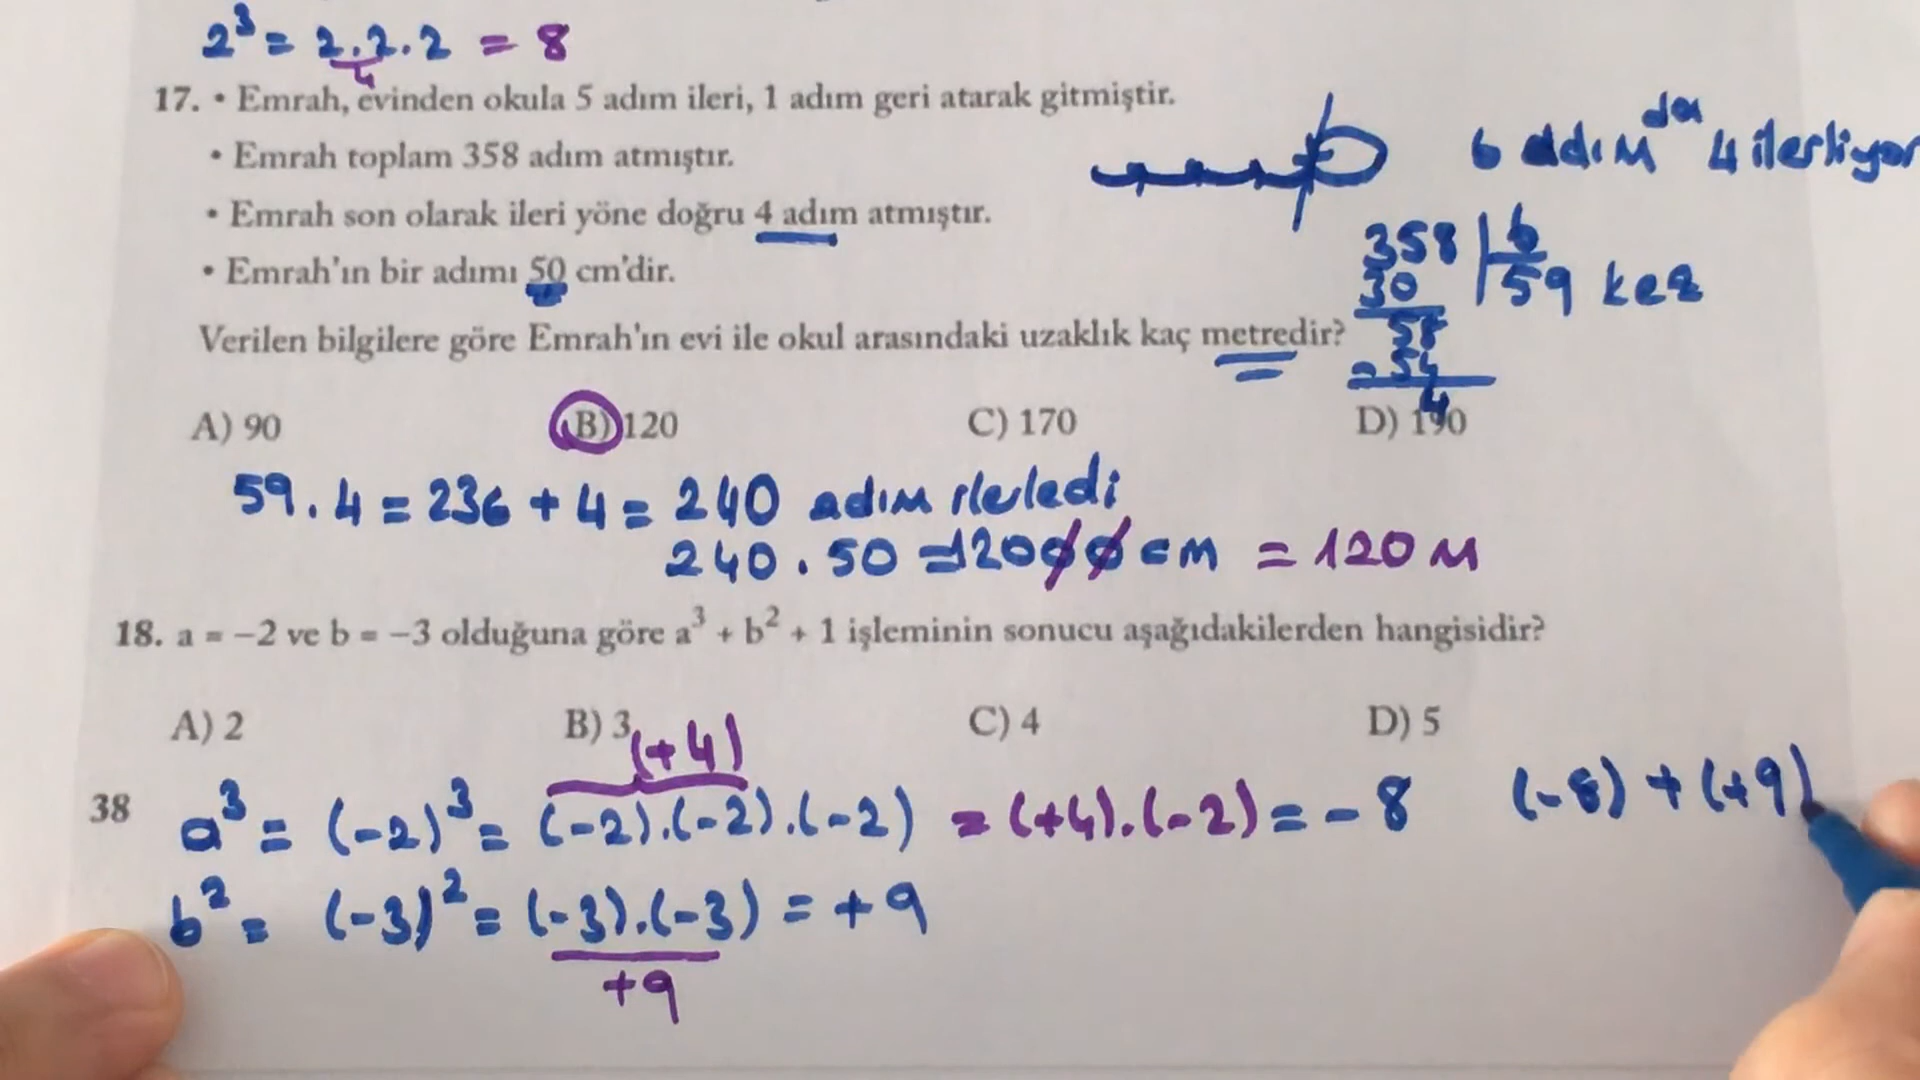 2³ = 2.2.2 = 8
4
17. • Emrah, evinden okula 5 adım ileri, 1 adım geri atarak gitmiştir.
• Emrah toplam 358 adım atmıştır.
• Emrah son olarak ileri yöne doğru 4 adım atmıştır.
• Emrah'ın bir adımı 50 cm'dir.
Verilen bilgilere göre Emrah'ın evi ile okul arasındaki uzaklık kaç metredir?
6 adım da 4 ilerliyor
358 | 6
30 59 kez
58
- 54
4
A) 90 B) 120 C) 170 D) 190
59.4 = 236 + 4 = 240 adım ilerledi
240.50 = 12000 cm = 120 m
18. a = −2 ve b = −3 olduğuna göre a³ + b² + 1 işleminin sonucu aşağıdakilerden hangisidir?
A) 2 B) 3 C) 4 D) 5
(+4)
38
a³ = (-2)³ = (-2).(-2).(-2) = (+4).(-2) = -8 (-8) + (+9)
b² = (-3)² = (-3).(-3) = +9
+9